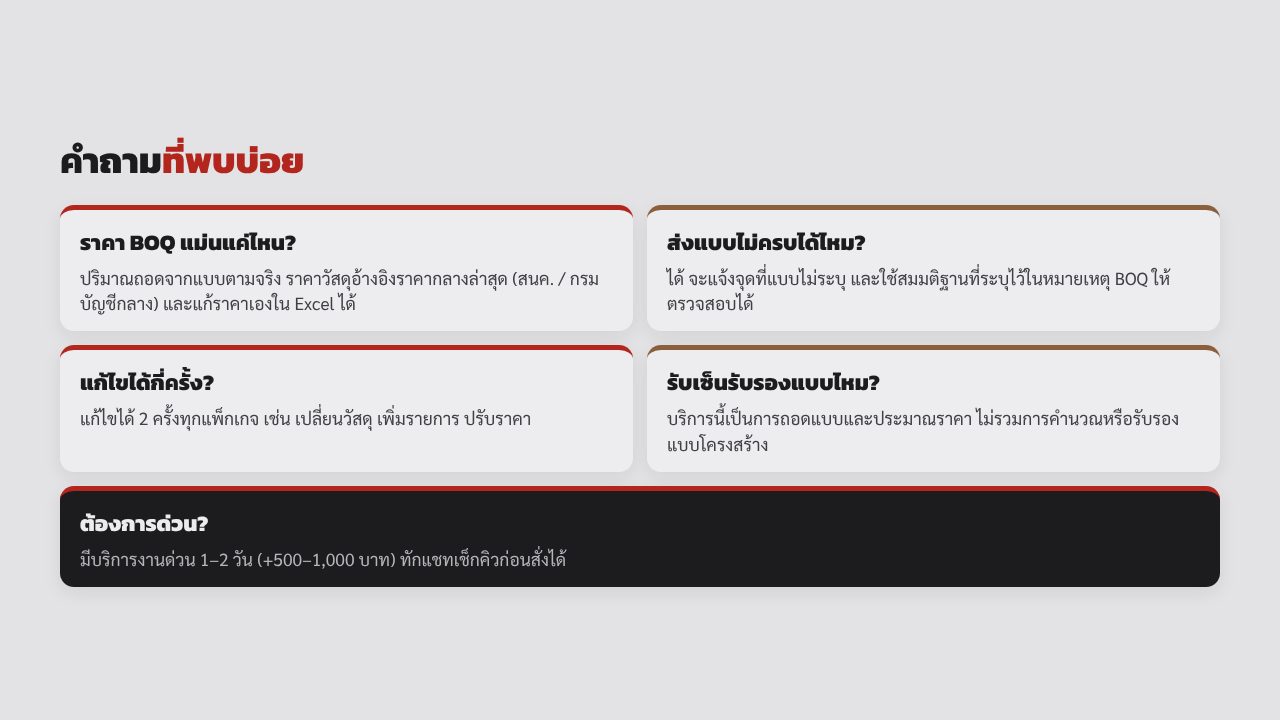 คำถามที่พบบ่อย
ราคา BOQ แม่นแค่ไหน?
ปริมาณถอดจากแบบตามจริง ราคาวัสดุอ้างอิงราคากลางล่าสุด (สนค. / กรม
บัญชีกลาง) และแก้ราคาเองใน Excel ได้
ส่งแบบไม่ครบได้ไหม?
ได้ จะแจ้งจุดที่แบบไม่ระบุ และใช้สมมติฐานที่ระบุไว้ในหมายเหตุ BOQ ให้
ตรวจสอบได้
แก้ไขได้กี่ครั้ง?
แก้ไขได้ 2 ครั้งทุกแพ็กเกจ เช่น เปลี่ยนวัสดุ เพิ่มรายการ ปรับราคา
รับเซ็นรับรองแบบไหม?
บริการนี้เป็นการถอดแบบและประมาณราคา ไม่รวมการคำนวณหรือรับรอง
แบบโครงสร้าง
ต้องการด่วน?
มีบริการงานด่วน 1–2 วัน (+500–1,000 บาท) ทักแชทเช็กคิวก่อนสั่งได้